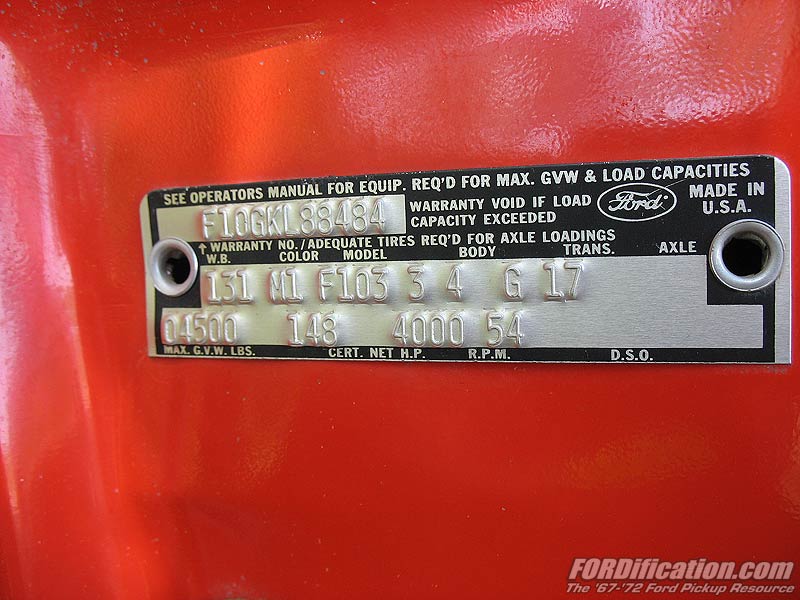 SEE OPERATORS MANUAL FOR EQUIP. REQ'D FOR MAX. GVW & LOAD CAPACITIES
F10GKL88484
WARRANTY VOID IF LOAD
CAPACITY EXCEEDED
Ford
MADE IN
U.S.A.
↑ WARRANTY NO./ADEQUATE TIRES REQ'D FOR AXLE LOADINGS
W.B. COLOR MODEL BODY TRANS. AXLE
131 M1 F103 3 4 G 17
04500 148 4000 54
MAX. G.V.W. LBS. CERT. NET H.P. R.P.M. D.S.O.
FORDification.com
The '67-'72 Ford Pickup Resource